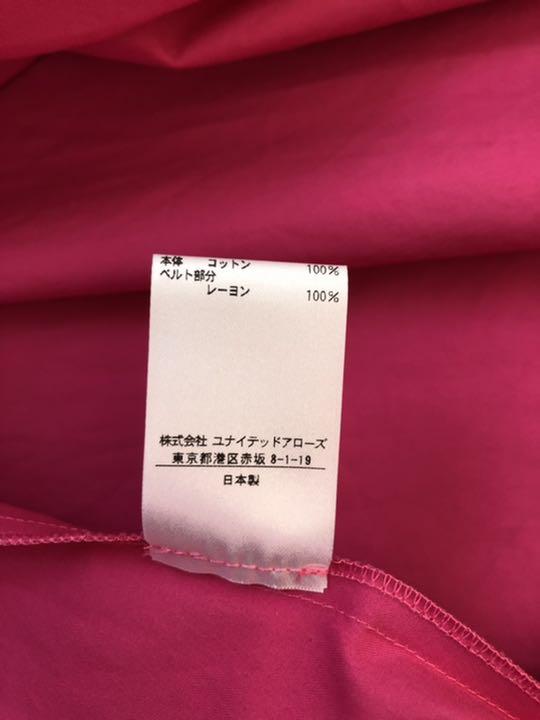 本体 コットン 100%
ベルト部分
レーヨン 100%
株式会社 ユナイテッドアローズ
東京都港区赤坂 8-1-19
日本製